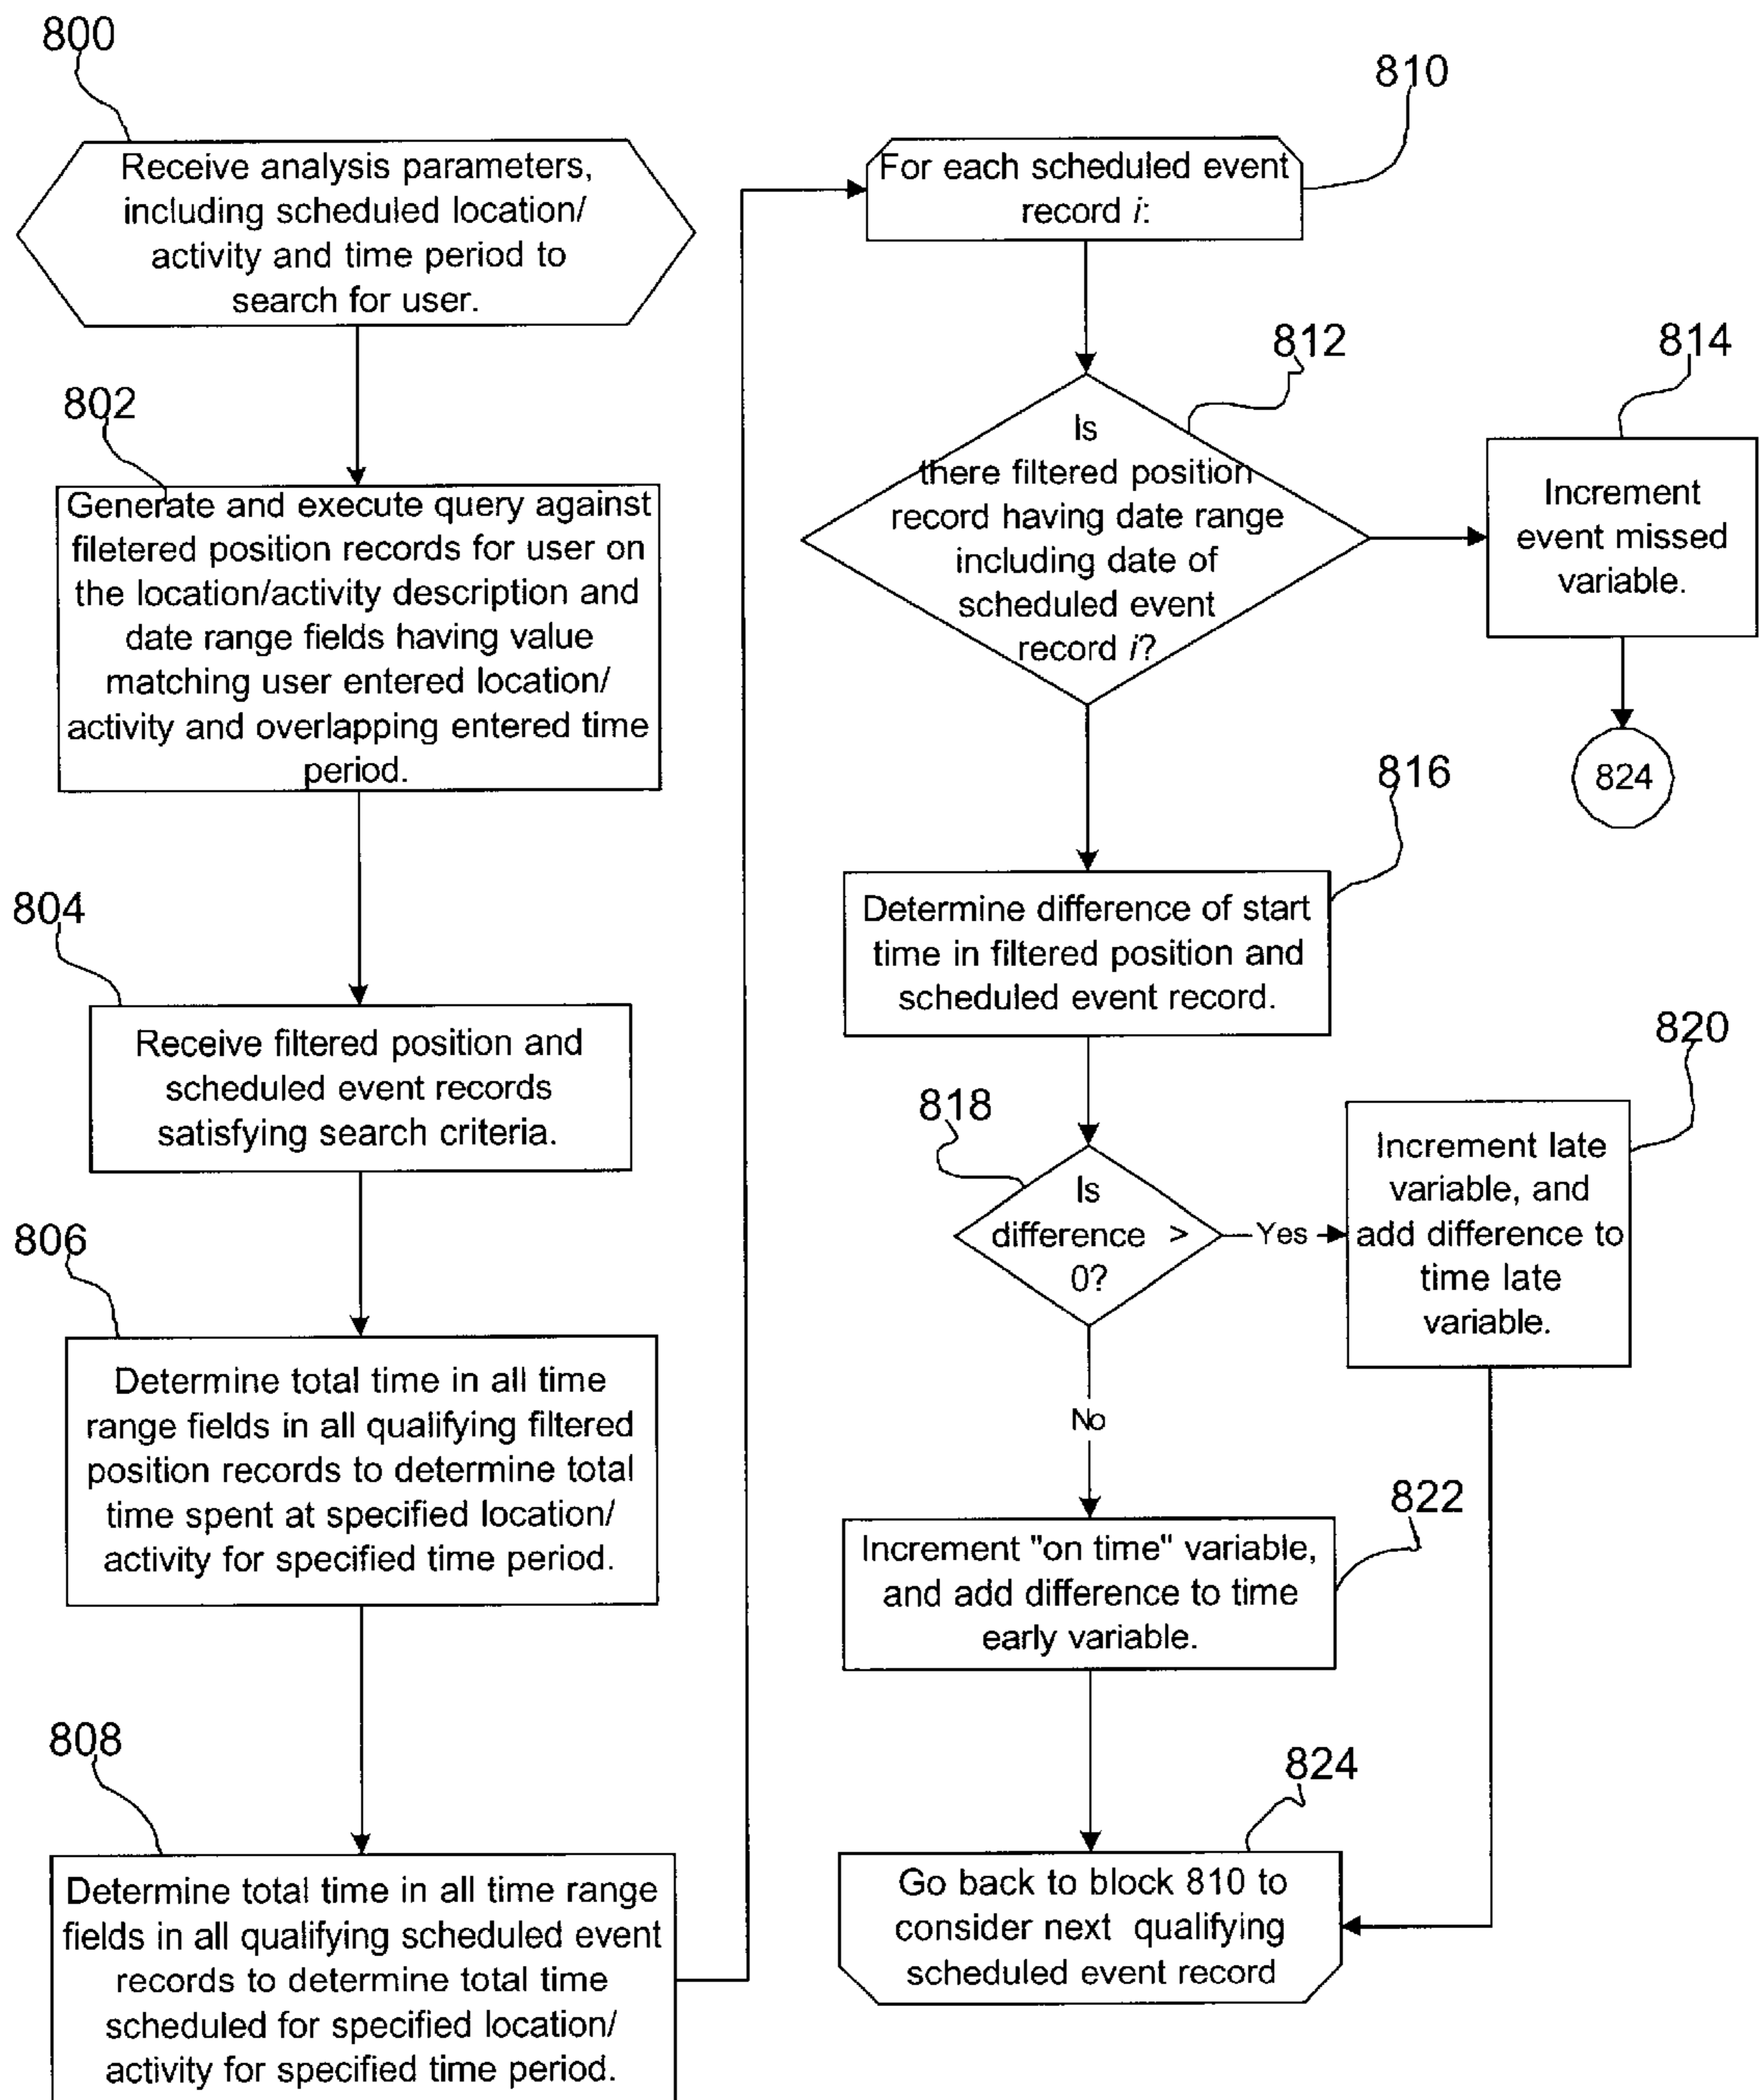 800
Receive analysis parameters,
including scheduled location/
activity and time period to
search for user.
802
Generate and execute query against
filetered position records for user on
the location/activity description and
date range fields having value
matching user entered location/
activity and overlapping entered time
period.
804
Receive filtered position and
scheduled event records
satisfying search criteria.
806
Determine total time in all time
range fields in all qualifying filtered
position records to determine total
time spent at specified location/
activity for specified time period.
808
Determine total time in all time range
fields in all qualifying scheduled event
records to determine total time
scheduled for specified location/
activity for specified time period.
810
For each scheduled event
record i:
812
Is
there filtered position
record having date range
including date of
scheduled event
record i?
814
Increment
event missed
variable.
824
816
Determine difference of start
time in filtered position and
scheduled event record.
818
Is
difference >
0?
Yes
820
Increment late
variable, and
add difference to
time late
variable.
No
822
Increment "on time" variable,
and add difference to time
early variable.
824
Go back to block 810 to
consider next qualifying
scheduled event record